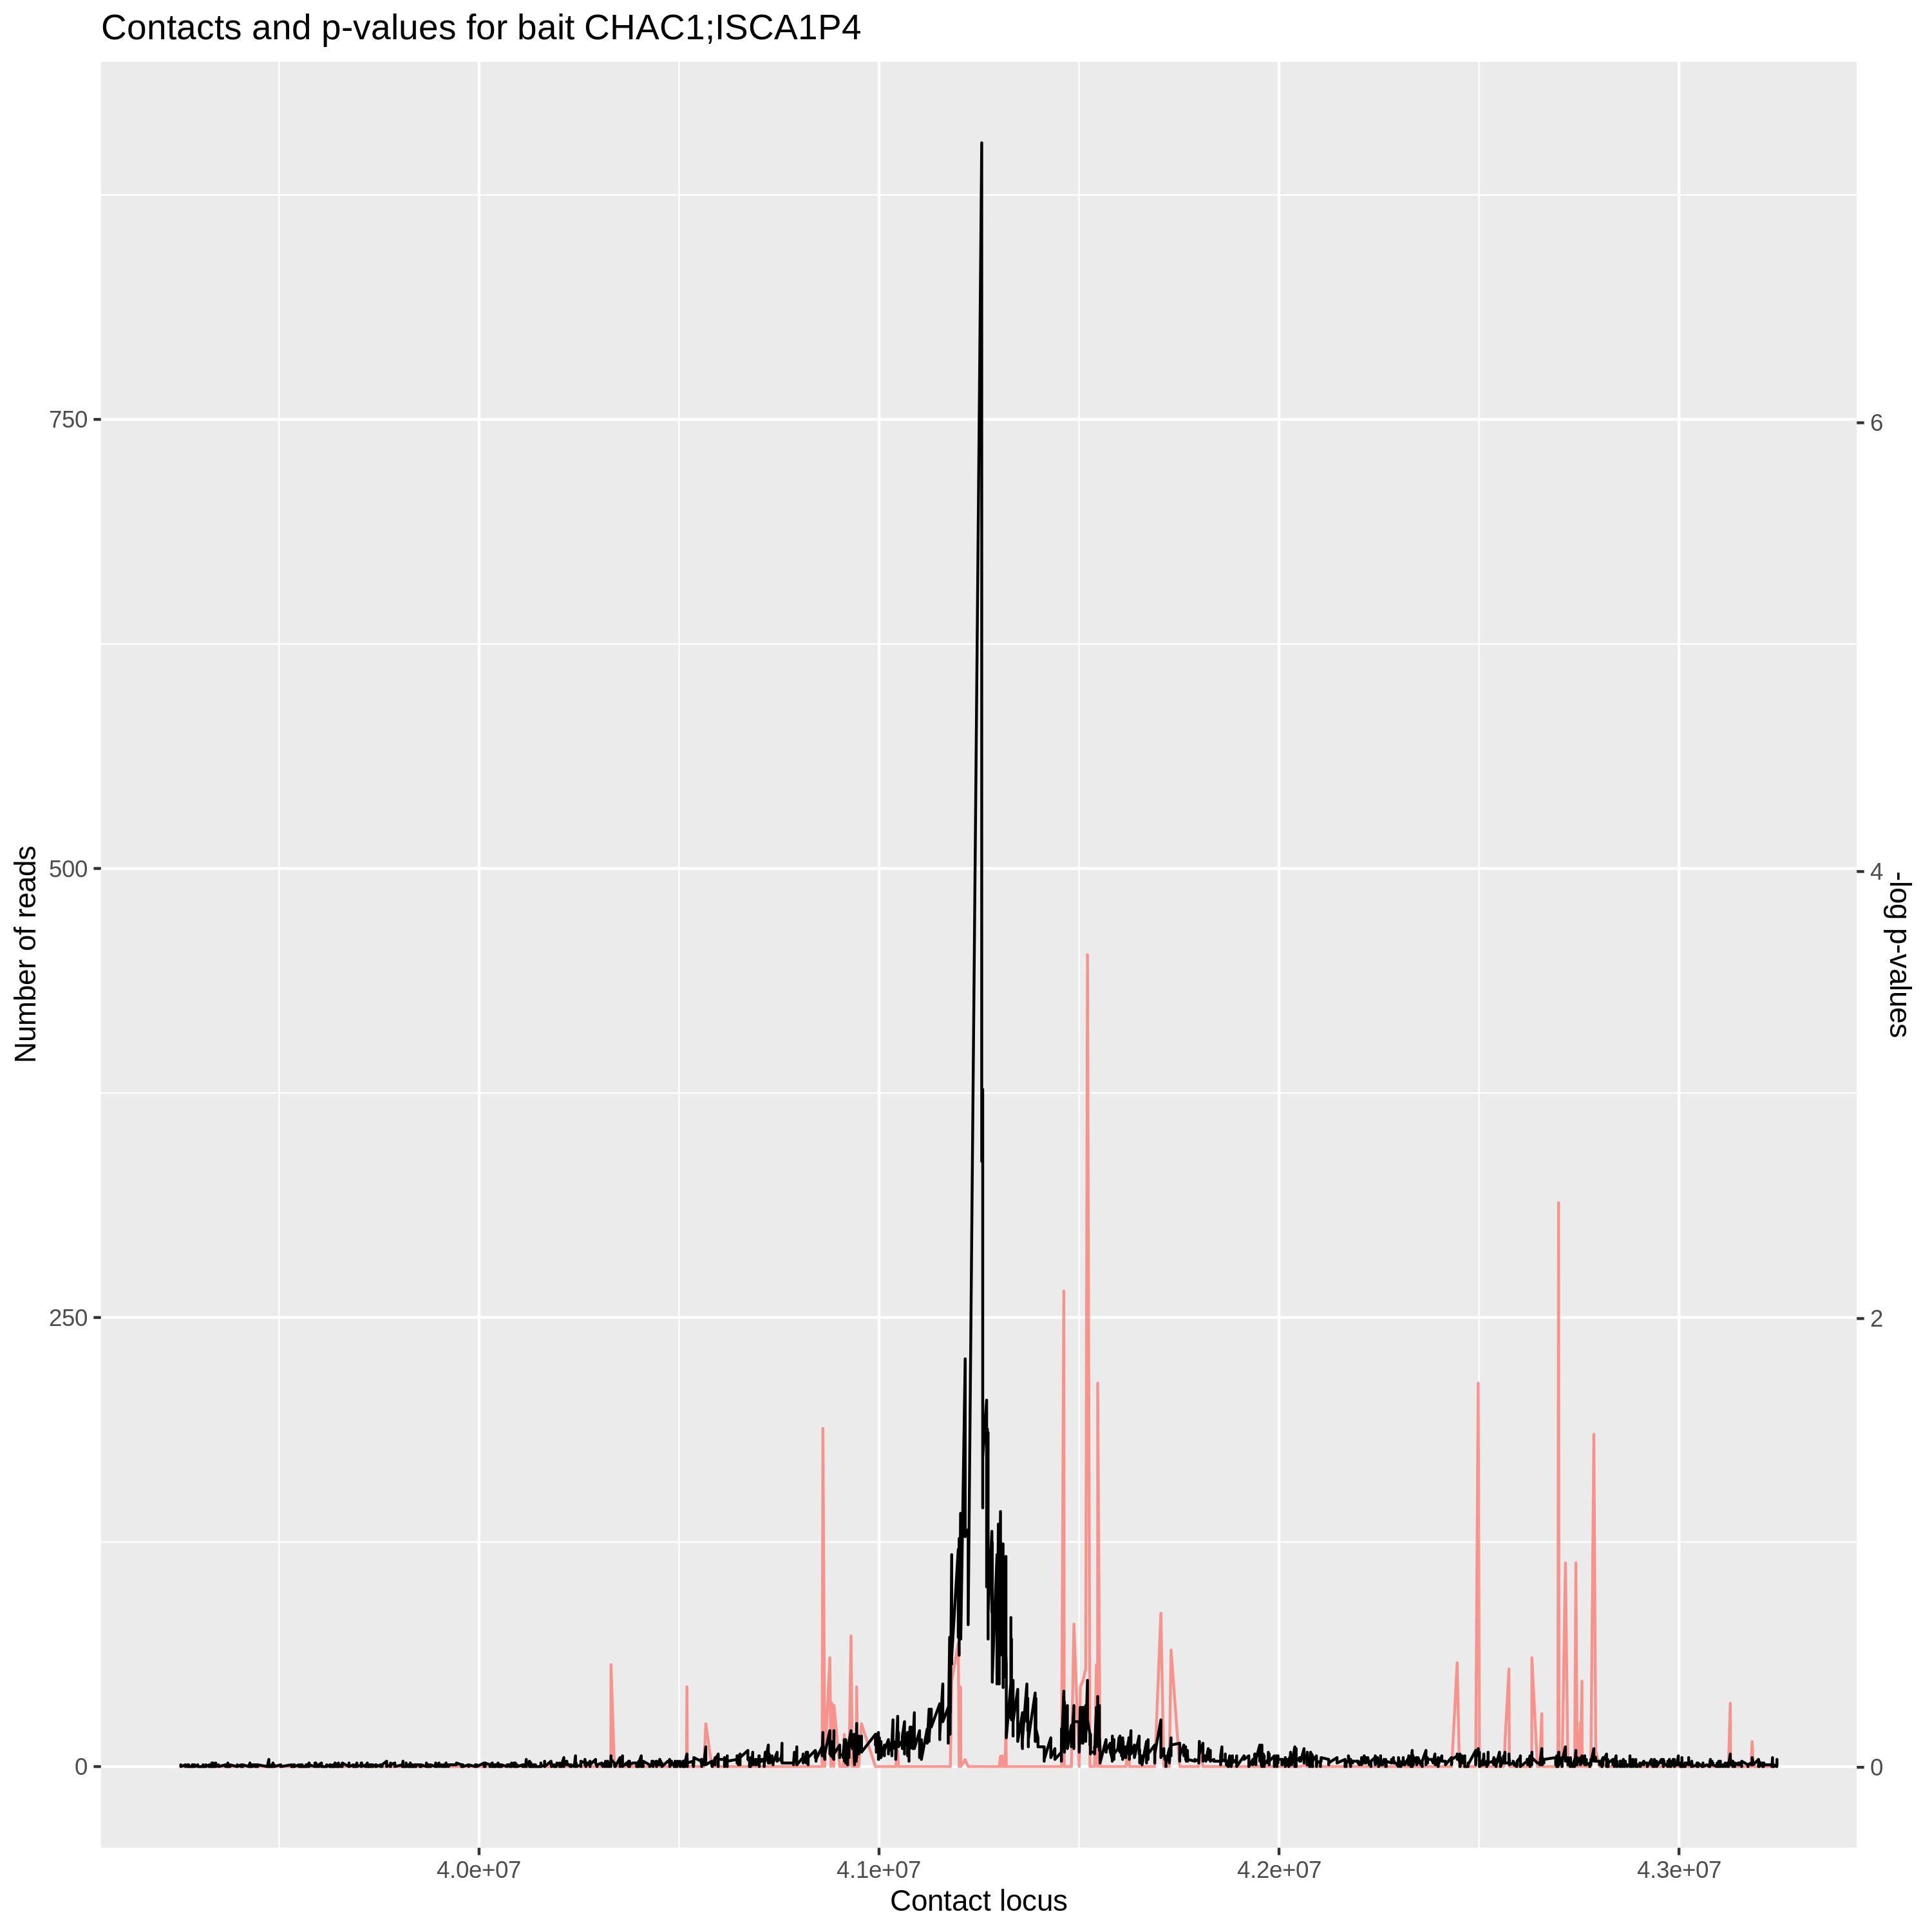 Contacts and p-values for bait CHAC1;ISCA1P4
750
500
250
0
Number of reads
6
4
2
0
-log p-values
4.0e+07
4.1e+07
4.2e+07
4.3e+07
Contact locus